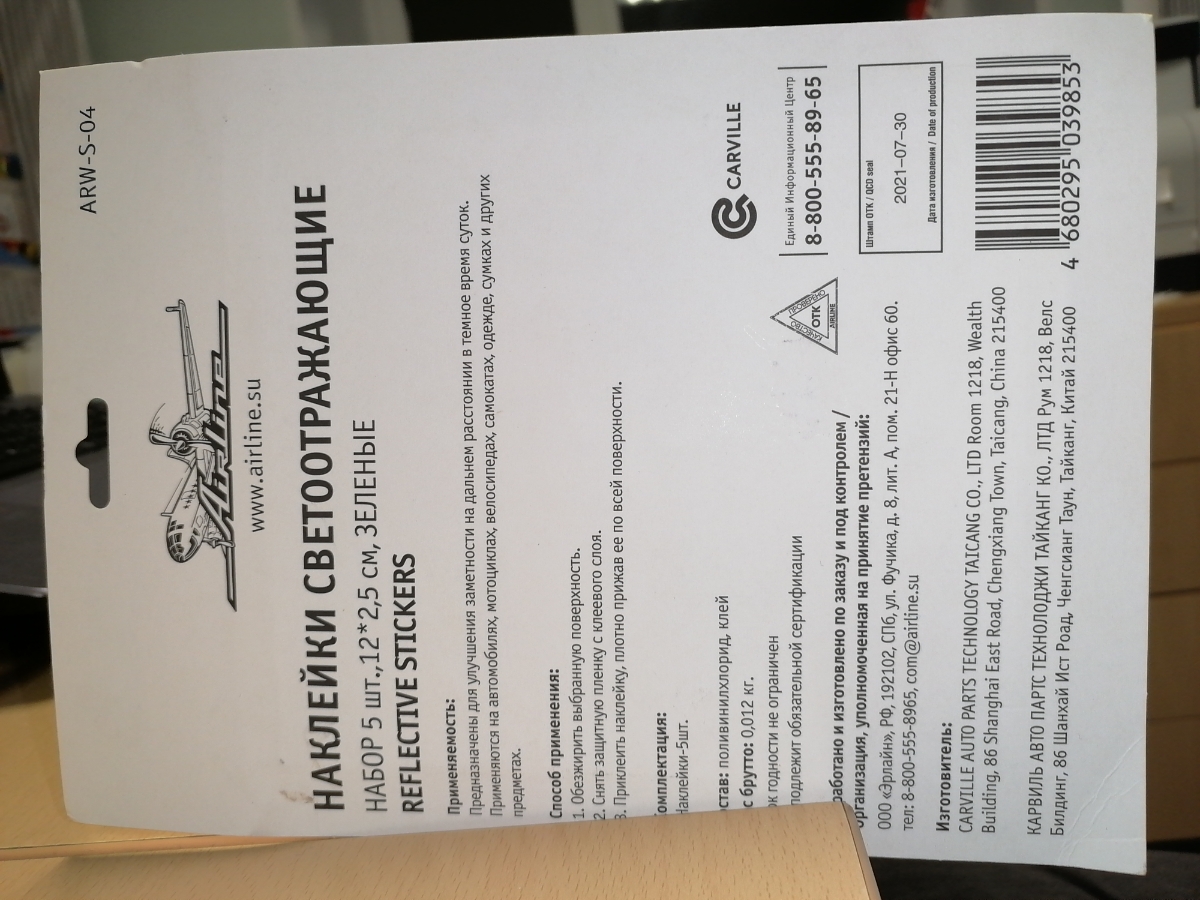 ARW-S-04
Airline
www.airline.su
НАКЛЕЙКИ СВЕТООТРАЖАЮЩИЕ
НАБОР 5 шт.,12*2,5 см, ЗЕЛЕНЫЕ
REFLECTIVE STICKERS
Применяемость:
Предназначены для улучшения заметности на дальнем расстоянии в темное время суток.
Применяются на автомобилях, мотоциклах, велосипедах, самокатах, одежде, сумках и других
предметах.
Способ применения:
1. Обезжирить выбранную поверхность.
2. Снять защитную пленку с клеевого слоя.
3. Приклеить наклейку, плотно прижав ее по всей поверхности.
омплектация:
Наклейки-5шт.
став: поливинилхлорид, клей
с брутто: 0,012 кг.
ок годности не ограничен
подлежит обязательной сертификации
работано и изготовлено по заказу и под контролем /
организация, уполномоченная на принятие претензий:
ООО «Эрлайн», РФ, 192102, СПб, ул. Фучика, д. 8, лит. А, пом. 21-Н офис 60.
тел: 8-800-555-8965, com@airline.su
Изготовитель:
CARVILLE AUTO PARTS TECHNOLOGY TAICANG CO., LTD Room 1218, Wealth
Building, 86 Shanghai East Road, Chengxiang Town, Taicang, China 215400
КАРВИЛЬ АВТО ПАРТС ТЕХНОЛОДЖИ ТАЙКАНГ КО., ЛТД Рум 1218, Велс
Билдинг, 86 Шанхай Ист Роад, Ченгсианг Таун, Тайканг, Китай 215400
CARVILLE
Единый Информационный Центр
8-800-555-89-65
ПРОВЕРЕНО
КАЧЕСТВО
ОТК
AIRLINE
Штамп ОТК / QCD seal
2021-07-30
Дата изготовления / Date of production
4 680295 039853